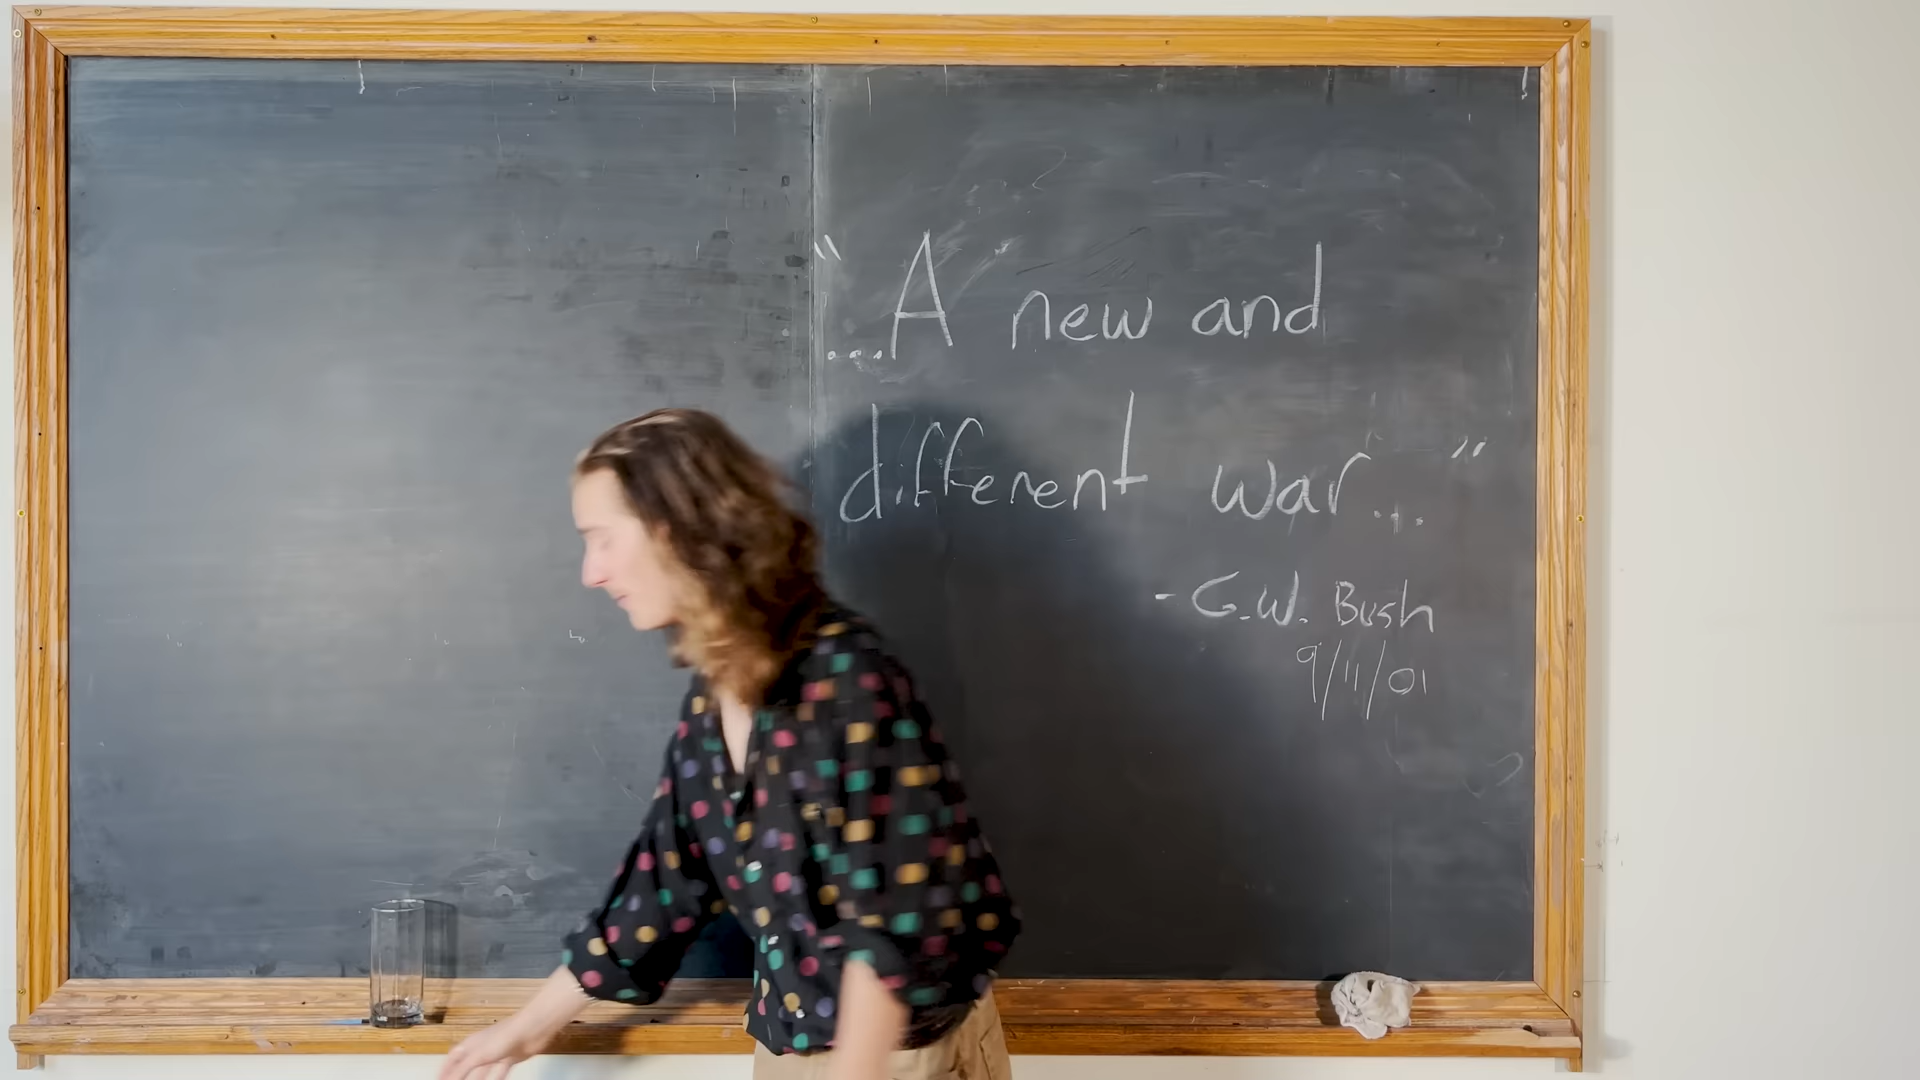 "...A new and
different war..."
- G.W. Bush
9/11/01